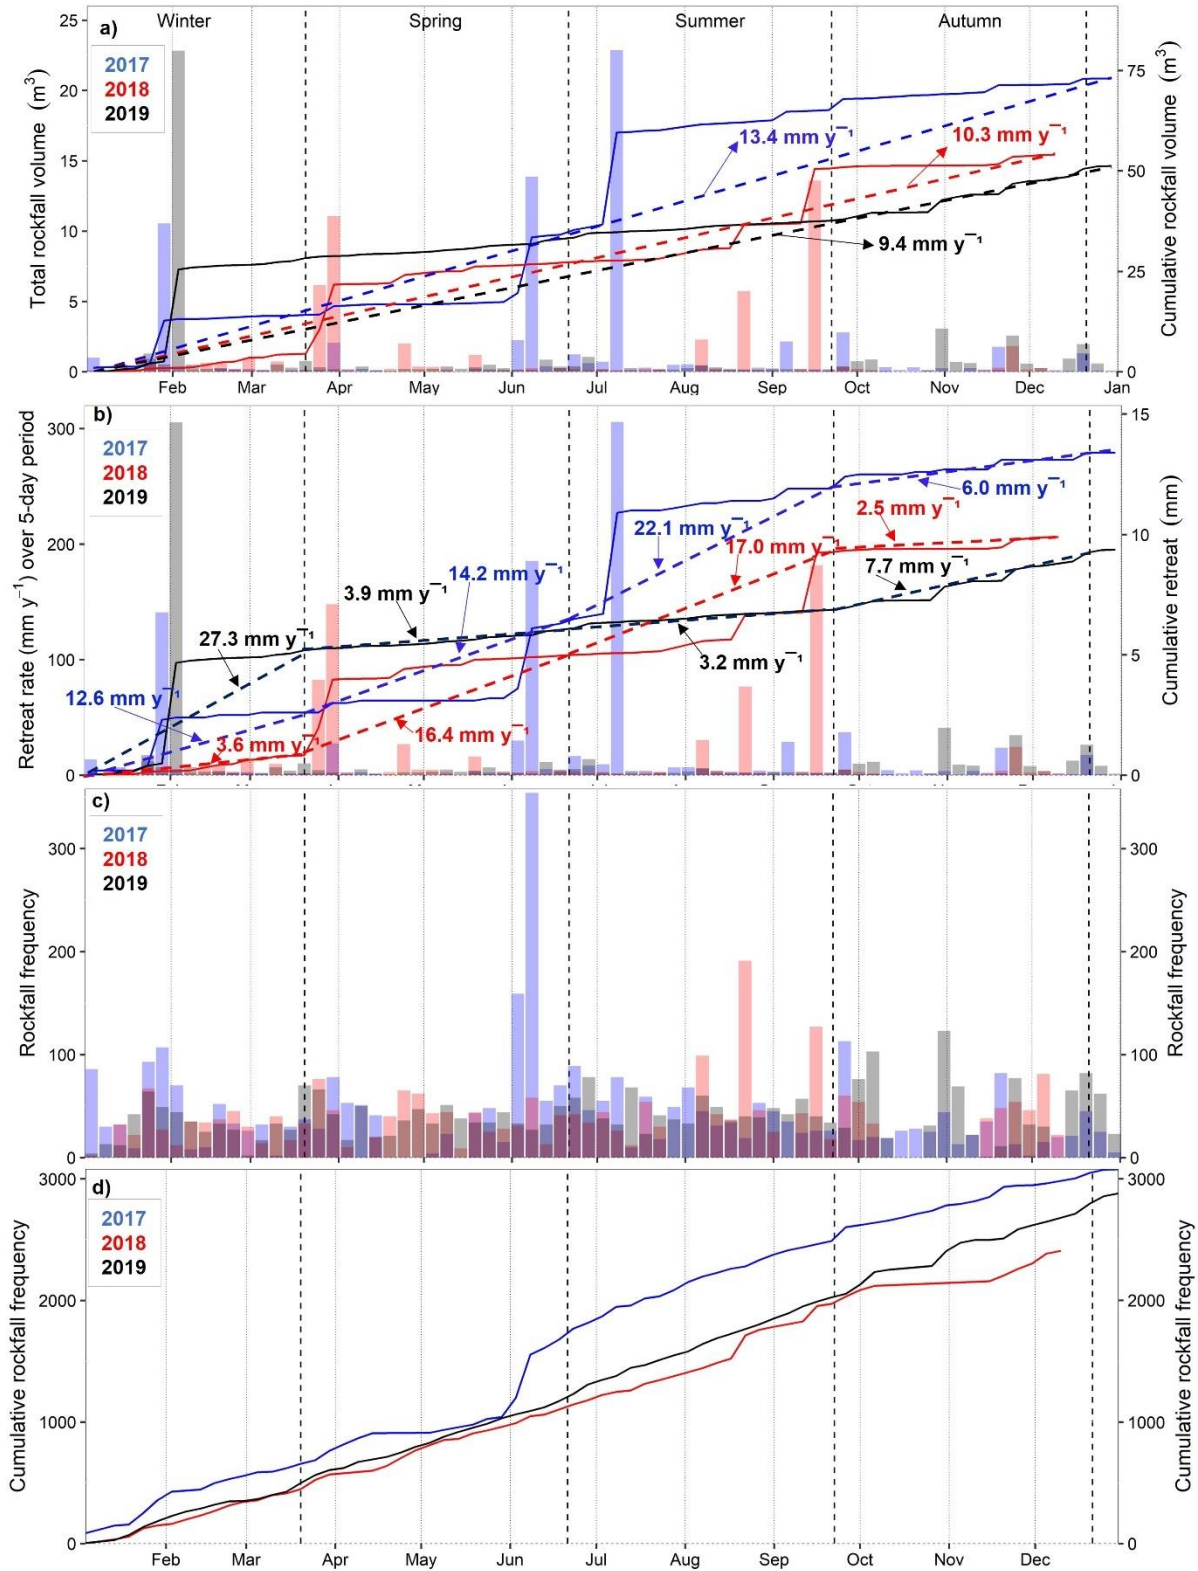 a)
Winter
Spring
Summer
Autumn
2017
2018
2019
Total rockfall volume (m³)
25
20
15
10
5
0
Cumulative rockfall volume (m³)
75
50
25
0
13.4 mm y⁻¹
10.3 mm y⁻¹
9.4 mm y⁻¹
Feb Mar Apr May Jun Jul Aug Sep Oct Nov Dec Jan
b)
2017
2018
2019
Retreat rate (mm y⁻¹) over 5-day period
300
200
100
0
Cumulative retreat (mm)
15
10
5
0
6.0 mm y⁻¹
2.5 mm y⁻¹
22.1 mm y⁻¹
17.0 mm y⁻¹
7.7 mm y⁻¹
14.2 mm y⁻¹
3.9 mm y⁻¹
27.3 mm y⁻¹
3.2 mm y⁻¹
12.6 mm y⁻¹
3.6 mm y⁻¹
16.4 mm y⁻¹
c)
2017
2018
2019
Rockfall frequency
300
200
100
0
Rockfall frequency
300
200
100
0
d)
2017
2018
2019
Cumulative rockfall frequency
3000
2000
1000
0
Cumulative rockfall frequency
3000
2000
1000
0
Feb Mar Apr May Jun Jul Aug Sep Oct Nov Dec